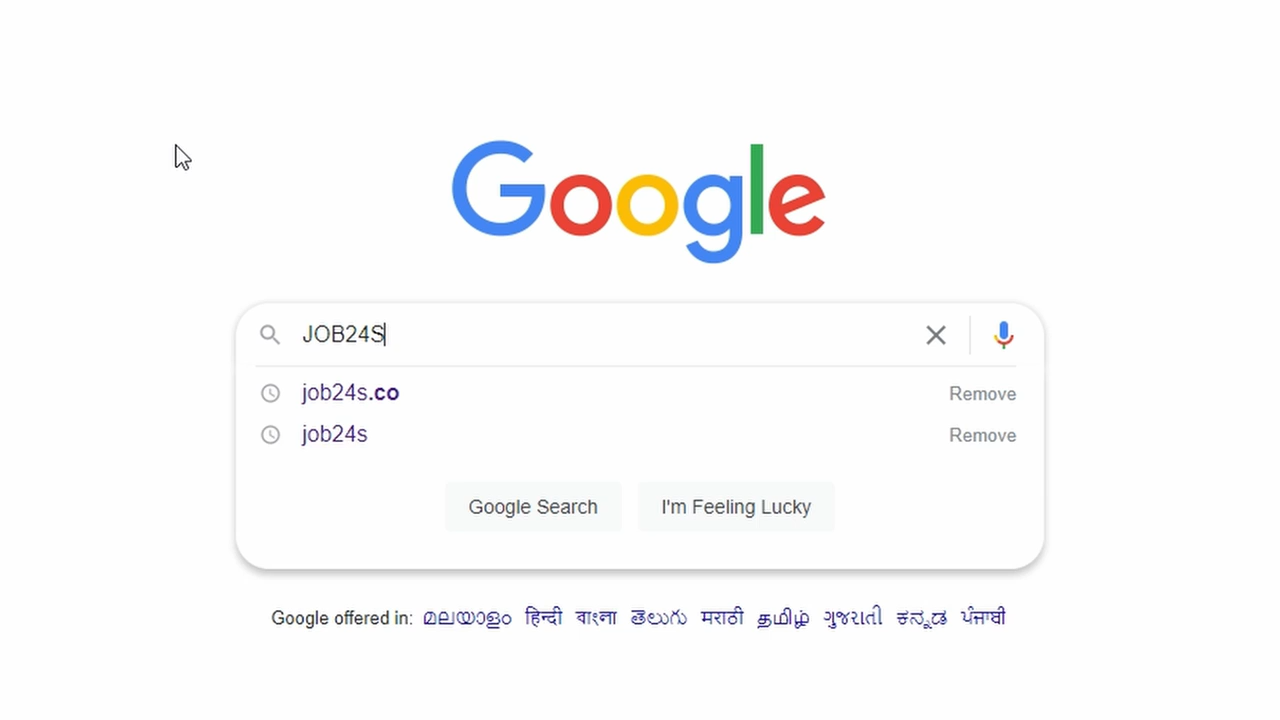 Google
JOB24S
job24s.co Remove
job24s Remove
Google Search I'm Feeling Lucky
Google offered in: മലയാളം हिन्दी বাংলা తెలుగు मराठी தமிழ் ગુજરાતી ಕನ್ನಡ ਪੰਜਾਬੀ